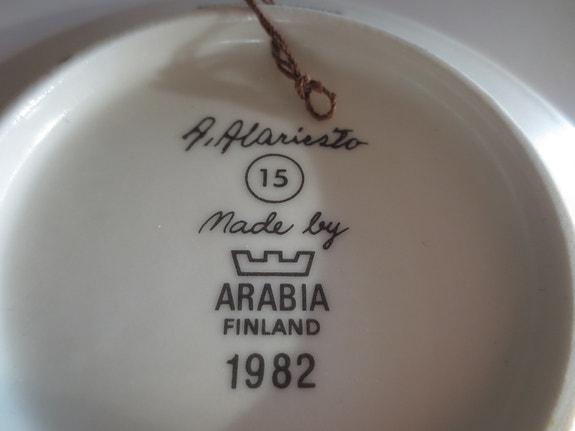 A. Alariesto
15
Made by
ARABIA
FINLAND
1982